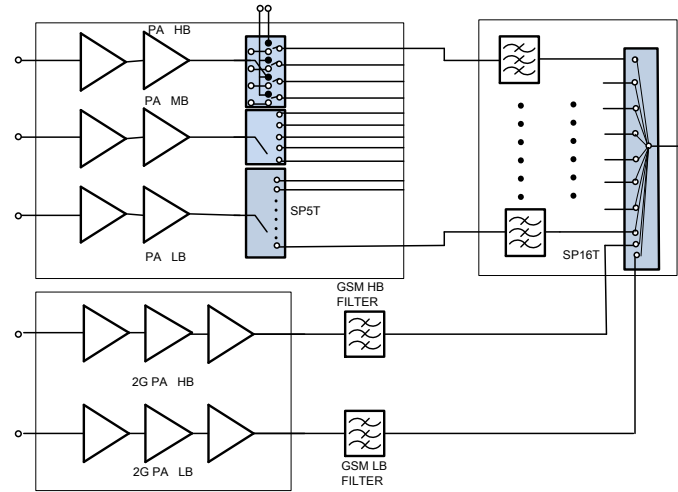 PA HB
PA MB
SP5T
PA LB
SP16T
GSM HB
FILTER
2G PA HB
2G PA LB
GSM LB
FILTER